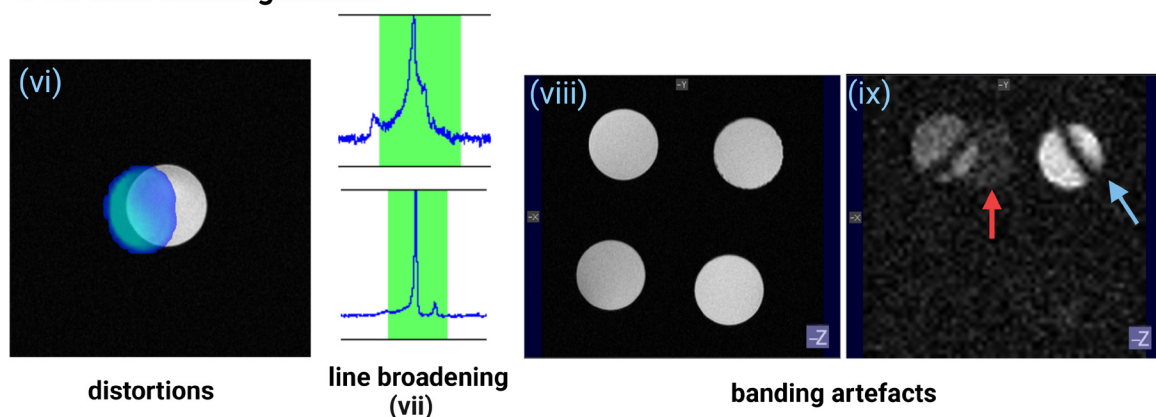 (vi)
(viii)
-Y
-X
-Z
(ix)
-Y
-X
-Z
distortions
line broadening
(vii)
banding artefacts